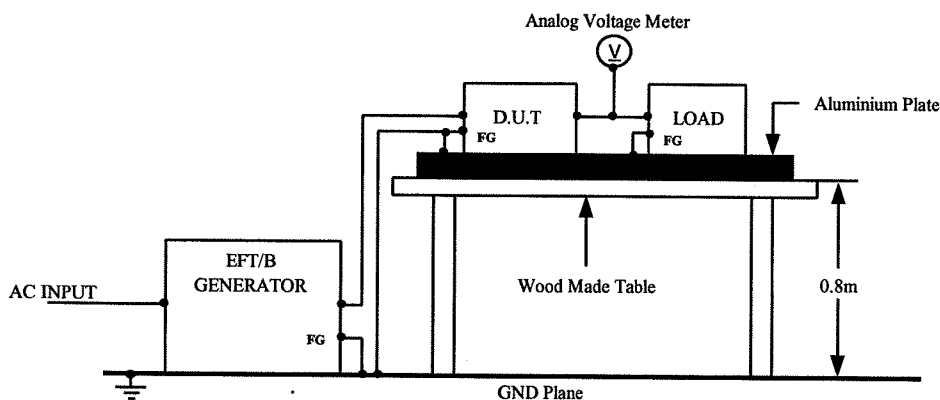 Analog Voltage Meter
V
D.U.T
FG
LOAD
FG
Aluminium Plate
EFT/B
GENERATOR
FG
AC INPUT
Wood Made Table
0.8m
GND Plane